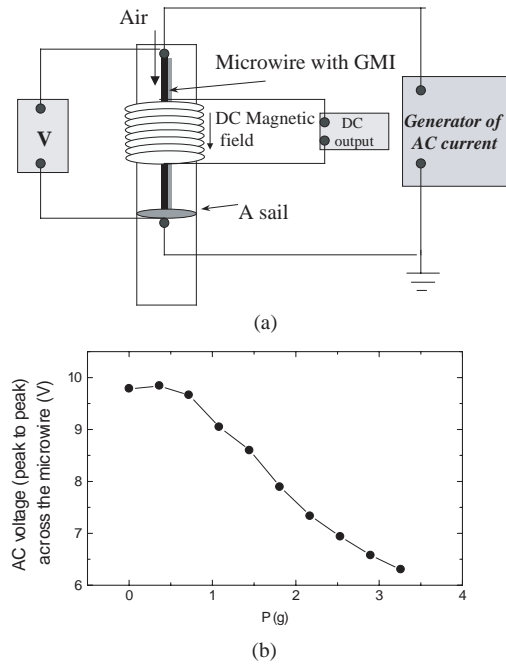 Air
Microwire with GMI
V
DC Magnetic
field
DC
output
Generator of
AC current
A sail
(a)
AC voltage (peak to peak)
across the microwire (V)
10
9
8
7
6
0
1
2
3
4
P(g)
(b)